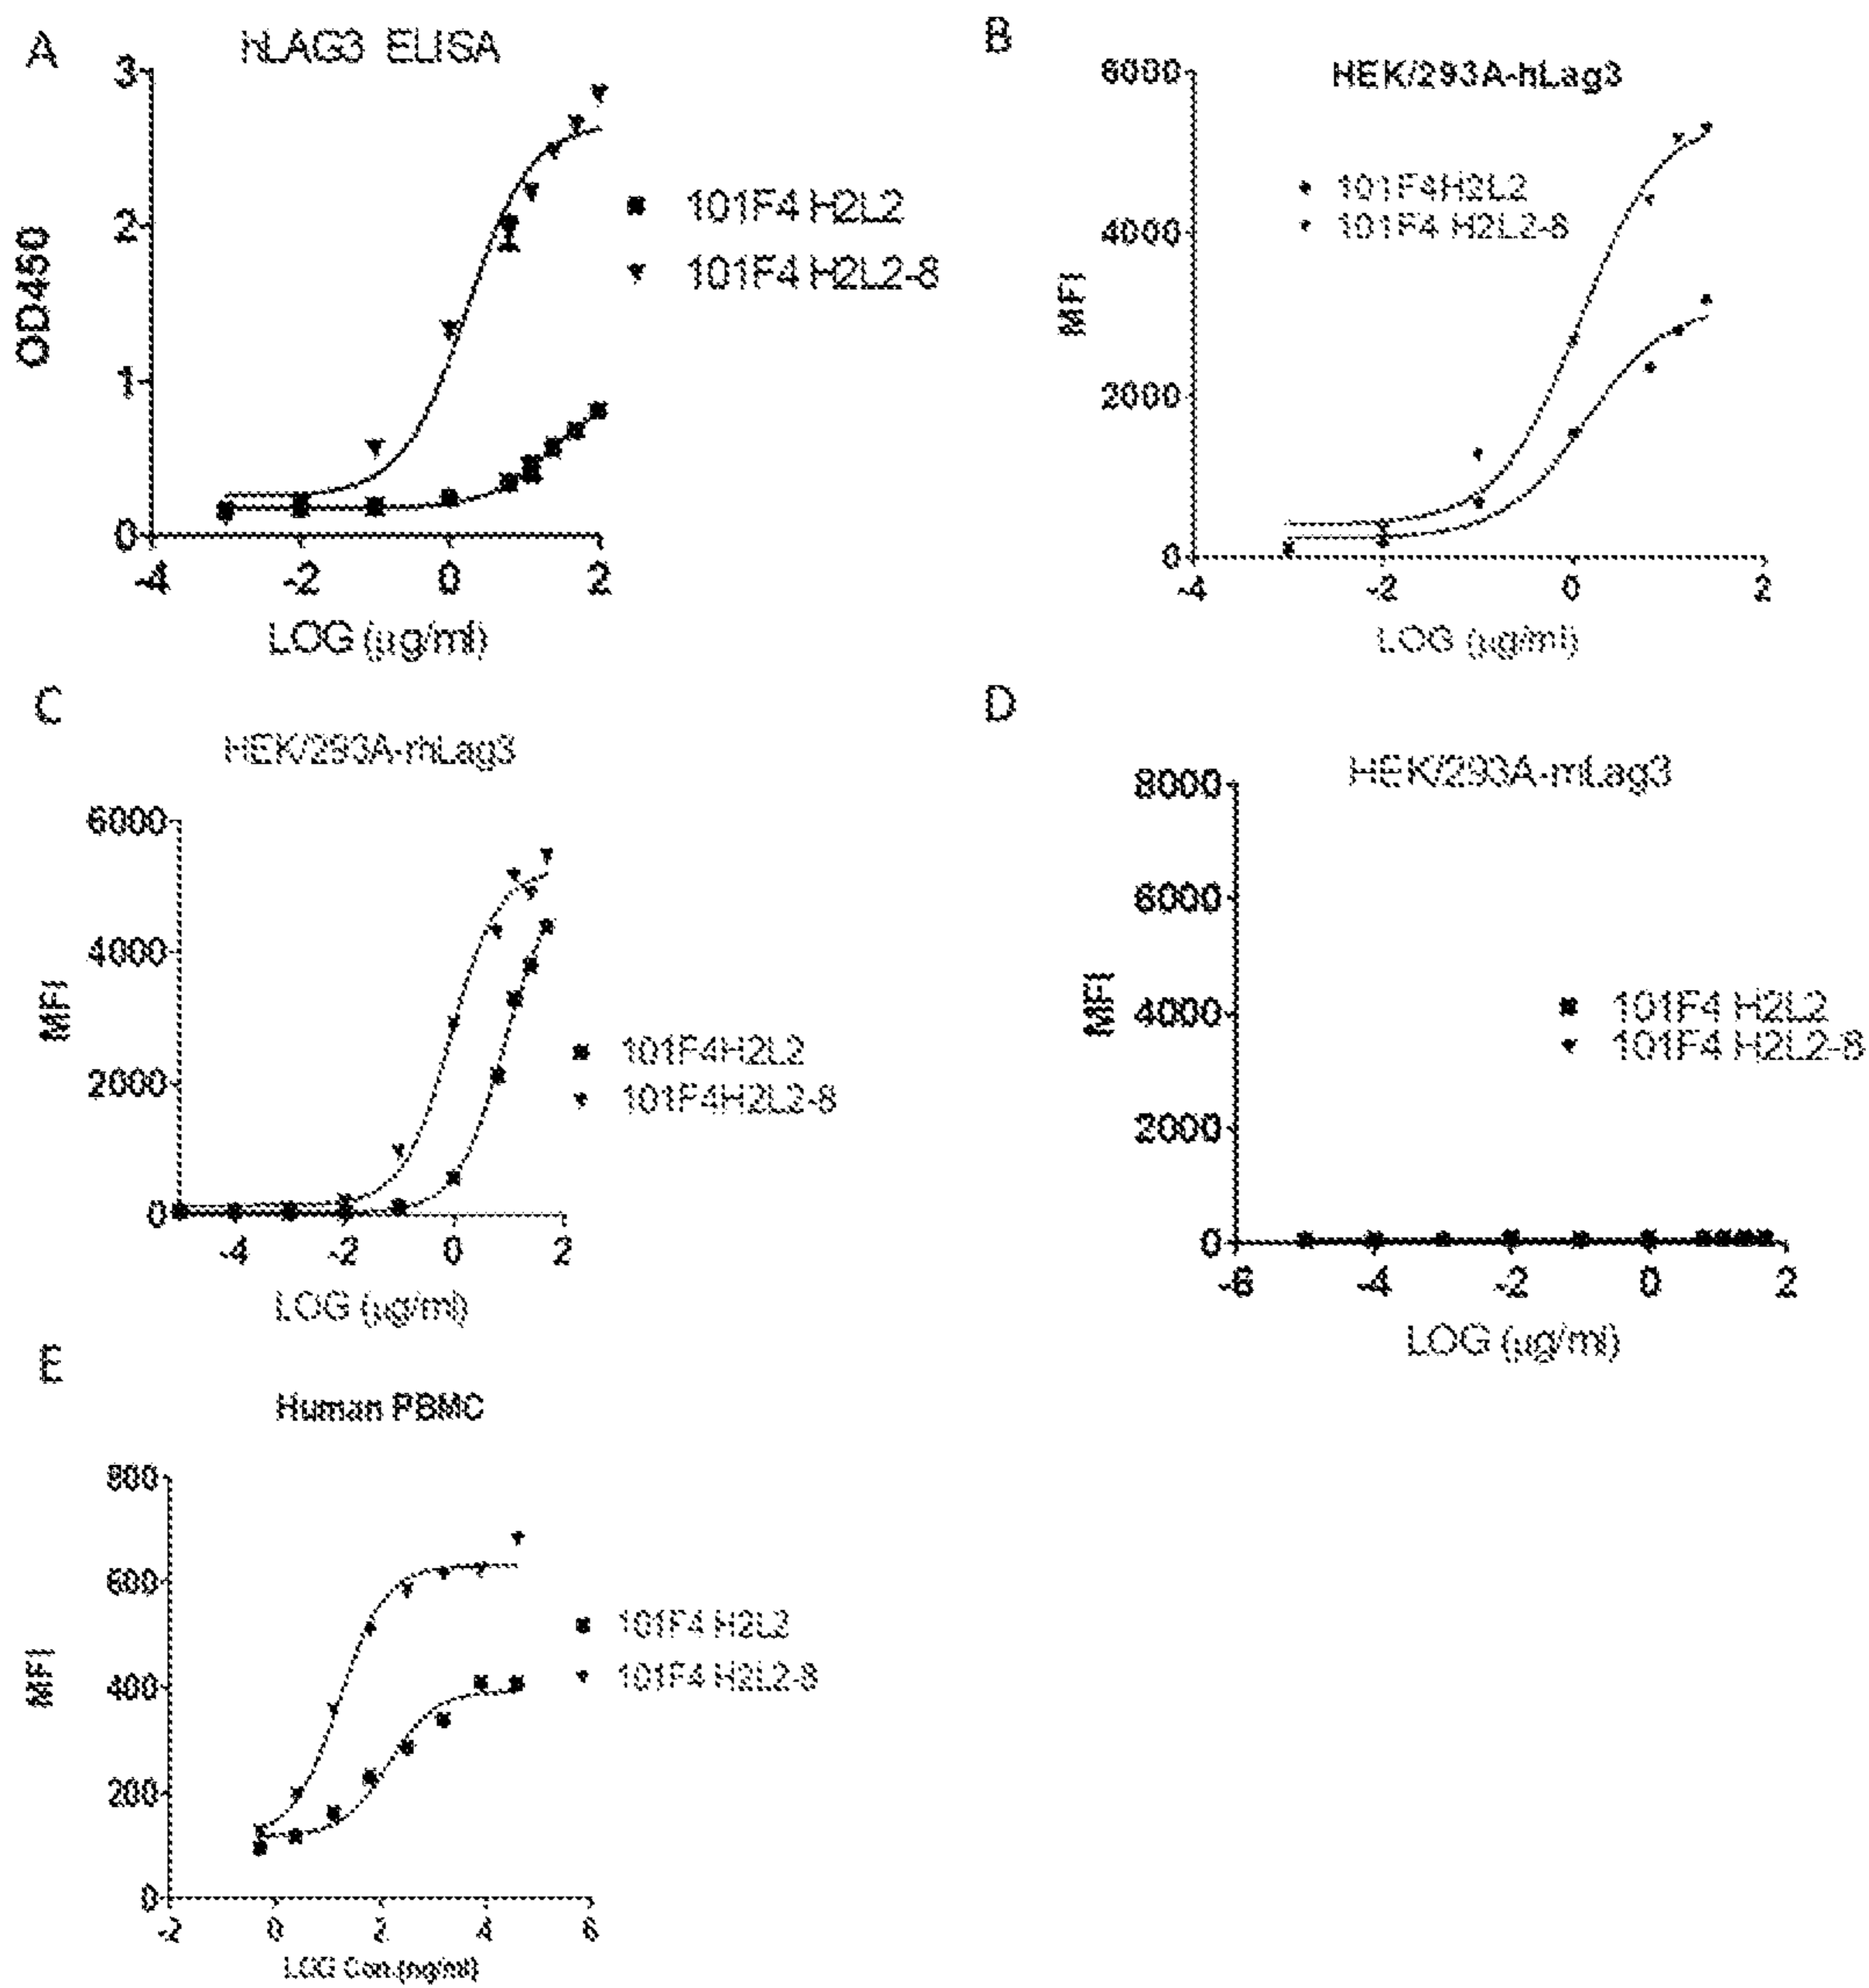 A
hLAG3 ELISA
3
2
1
0
OD450
-4
-2
0
2
LOG (µg/ml)
101F4 H2L2
101F4 H2L2-8
B
HEK/293A-hLag3
6000
4000
2000
0
MFI
101F4H2L2
101F4 H2L2-8
-4
-2
0
2
LOG (µg/ml)
C
HEK/293A-rhLag3
6000
4000
2000
0
MFI
101F4H2L2
101F4H2L2-8
-4
-2
0
2
LOG (µg/ml)
D
HEK/293A-mLag3
8000
6000
4000
2000
0
MFI
101F4 H2L2
101F4 H2L2-8
-6
-4
-2
0
2
LOG (µg/ml)
E
Human PBMC
800
600
400
200
0
MFI
101F4 H2L2
101F4 H2L2-8
-2
0
2
4
6
LOG Con.(ng/ml)